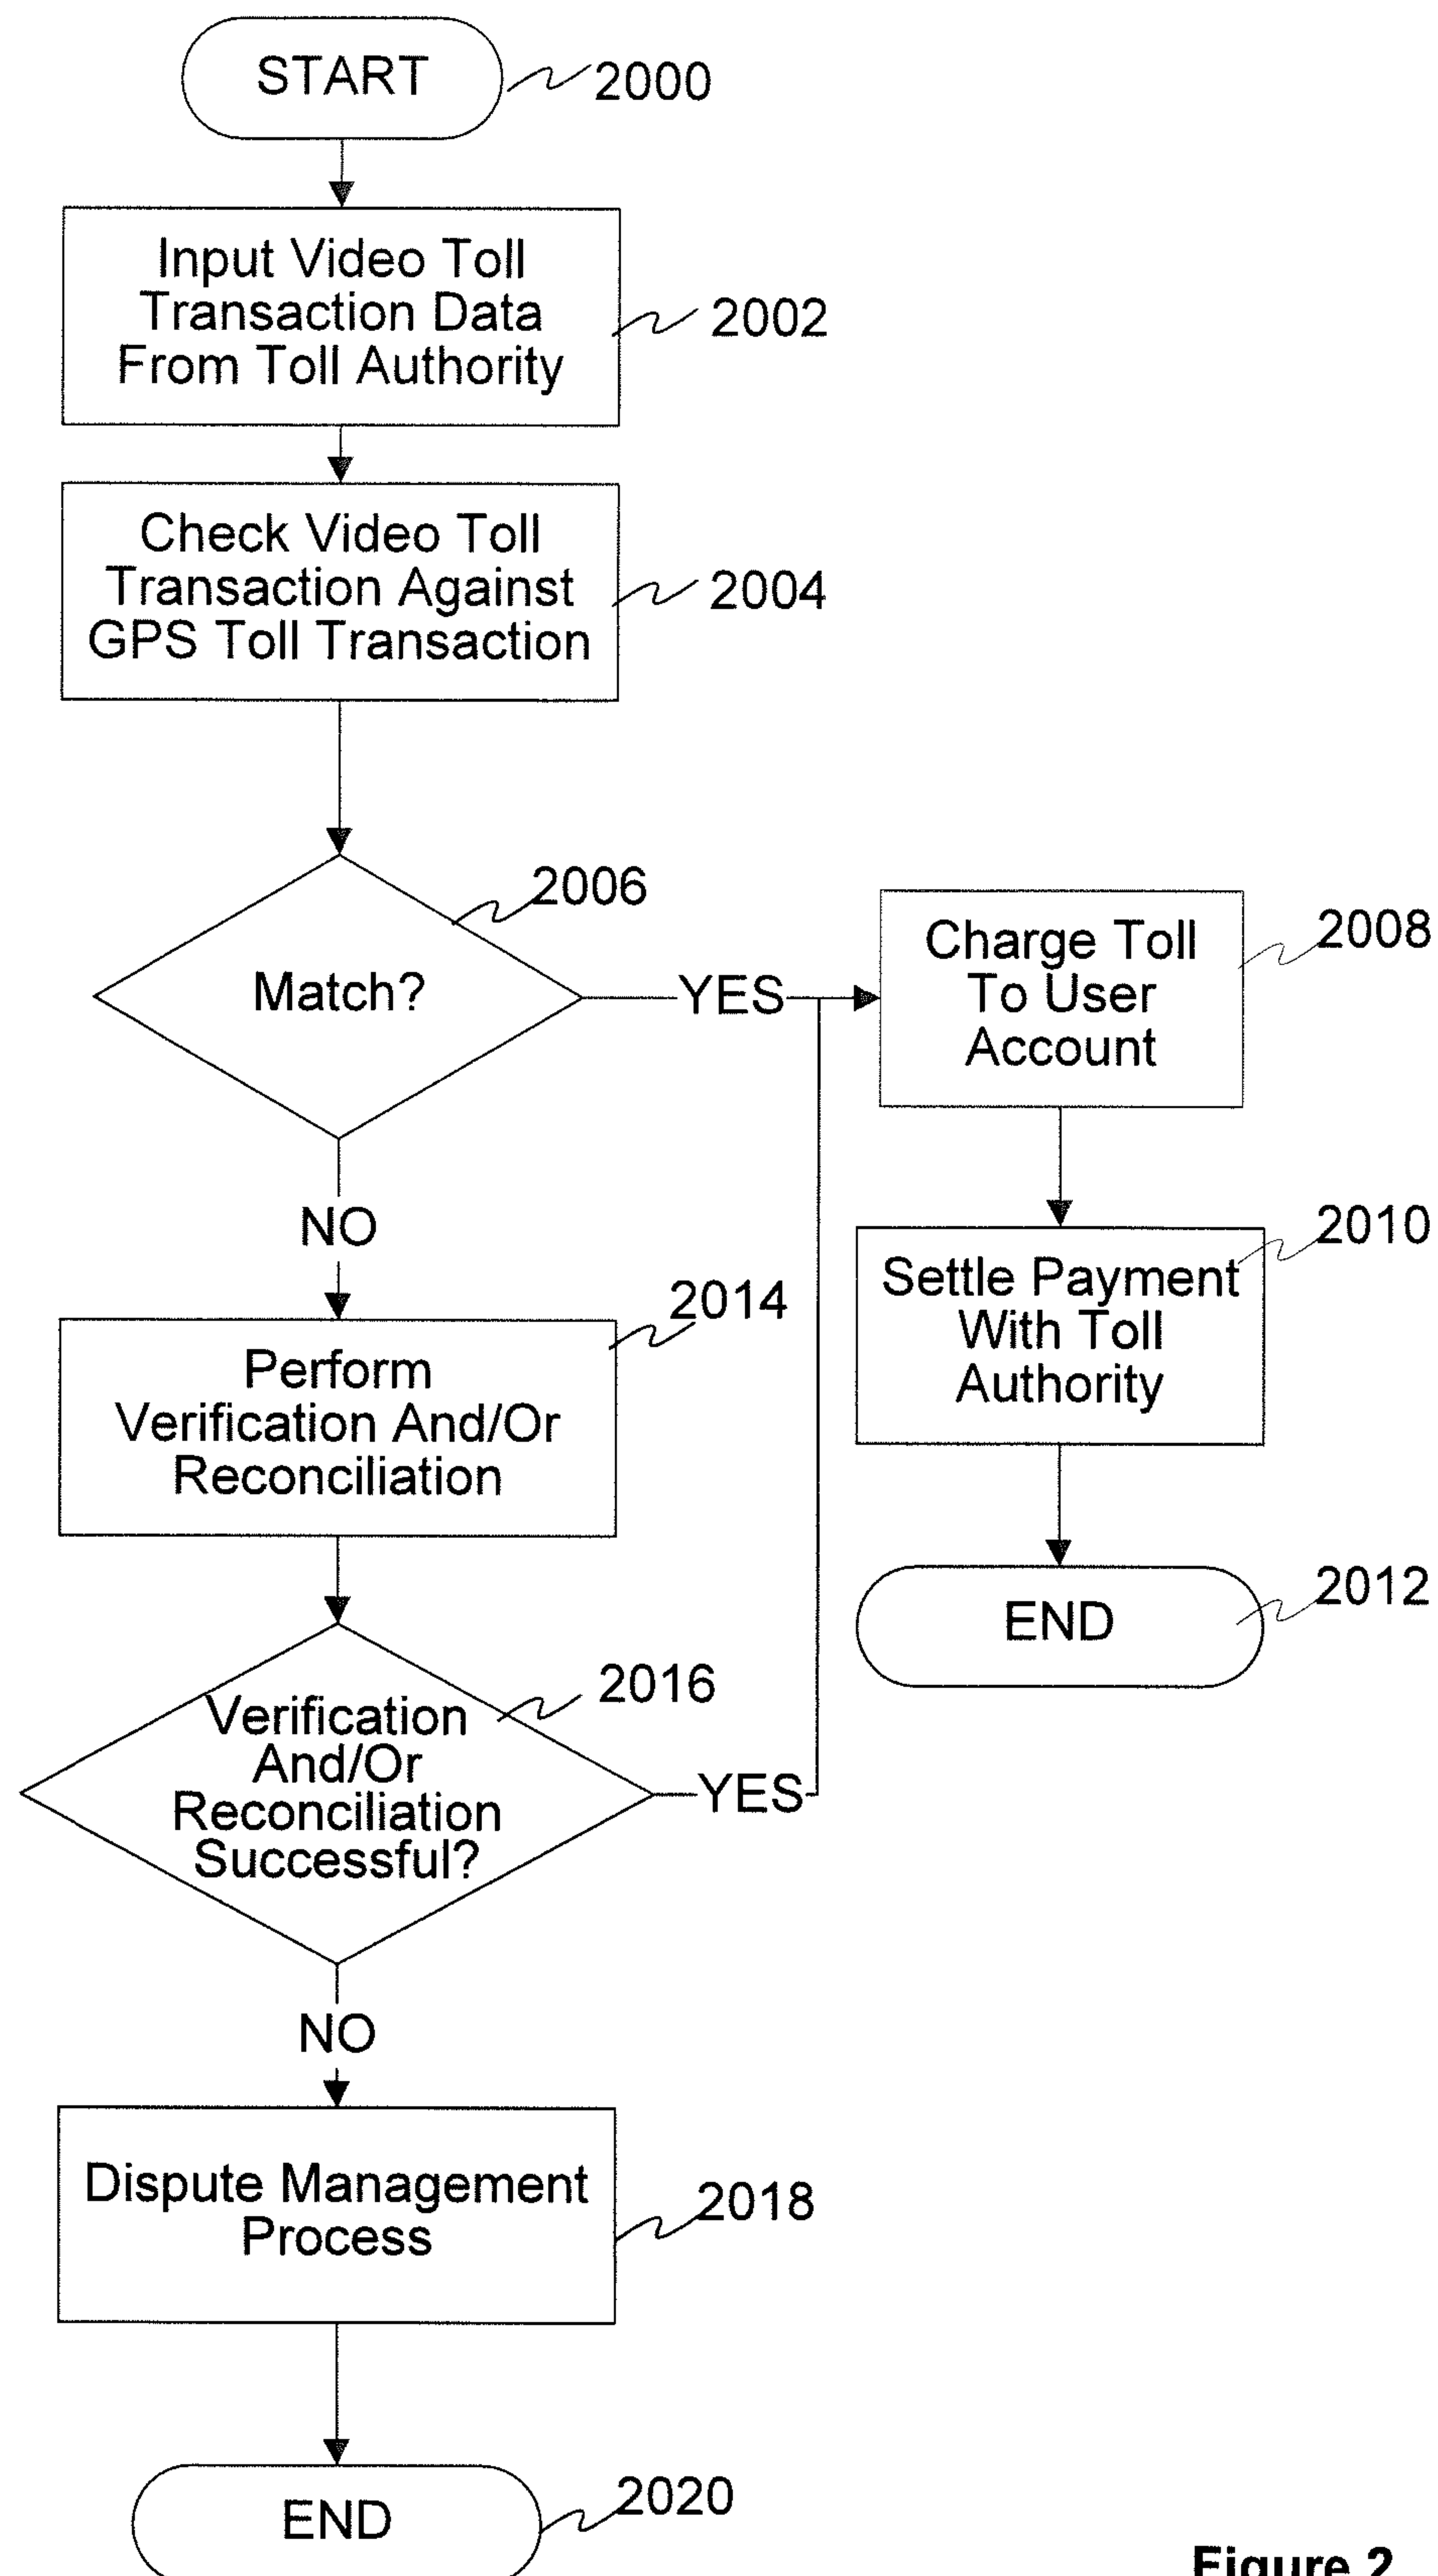 START
2000
Input Video Toll
Transaction Data
From Toll Authority
2002
Check Video Toll
Transaction Against
GPS Toll Transaction
2004
Match?
2006
YES
Charge Toll
To User
Account
2008
NO
Settle Payment
With Toll
Authority
2010
Perform
Verification And/Or
Reconciliation
2014
END
2012
Verification
And/Or
Reconciliation
Successful?
2016
YES
NO
Dispute Management
Process
2018
END
2020
Figure 2